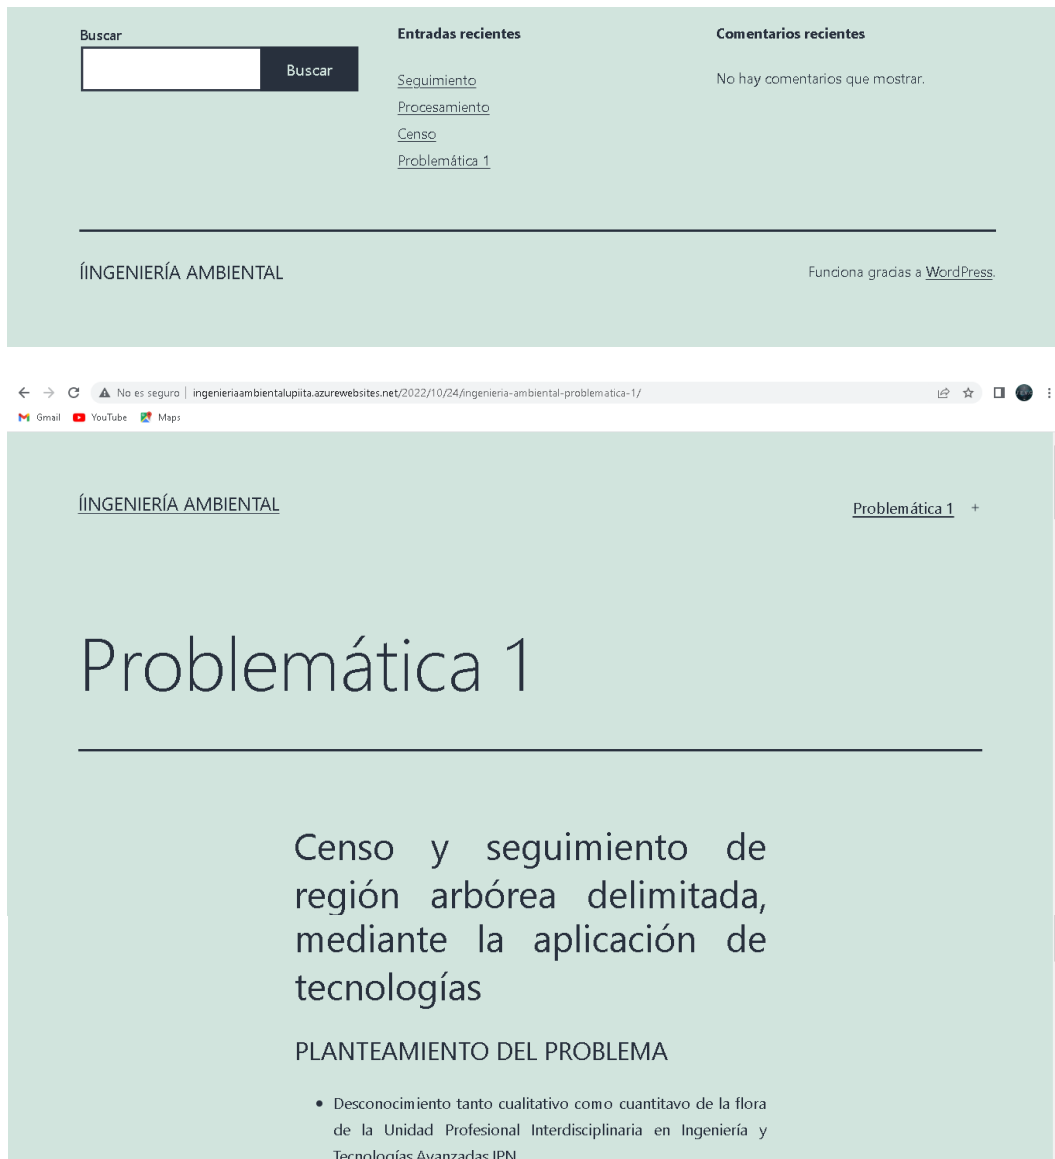 Buscar
Buscar
Entradas recientes
Seguimiento
Procesamiento
Censo
Problemática 1
Comentarios recientes
No hay comentarios que mostrar.
ÍINGENIERÍA AMBIENTAL
Funciona gracias a WordPress.
No es seguro | ingenieriaambientalupiita.azurewebsites.net/2022/10/24/ingenieria-ambiental-problematica-1/
Gmail YouTube Maps
ÍINGENIERÍA AMBIENTAL
Problemática 1 +
Problemática 1
Censo y seguimiento de
región arbórea delimitada,
mediante la aplicación de
tecnologías
PLANTEAMIENTO DEL PROBLEMA
• Desconocimiento tanto cualitativo como cuantitavo de la flora
de la Unidad Profesional Interdisciplinaria en Ingeniería y
Tecnologías Avanzadas IPN